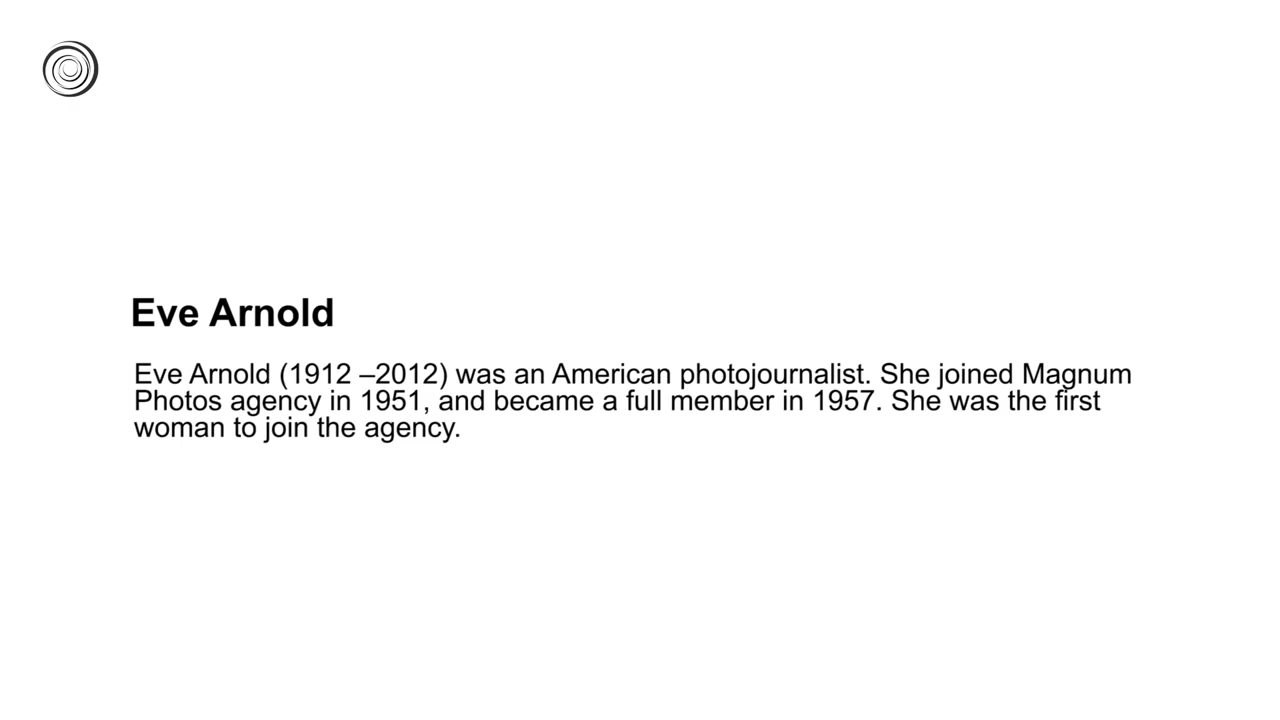 Eve Arnold
Eve Arnold (1912 –2012) was an American photojournalist. She joined Magnum
Photos agency in 1951, and became a full member in 1957. She was the first
woman to join the agency.